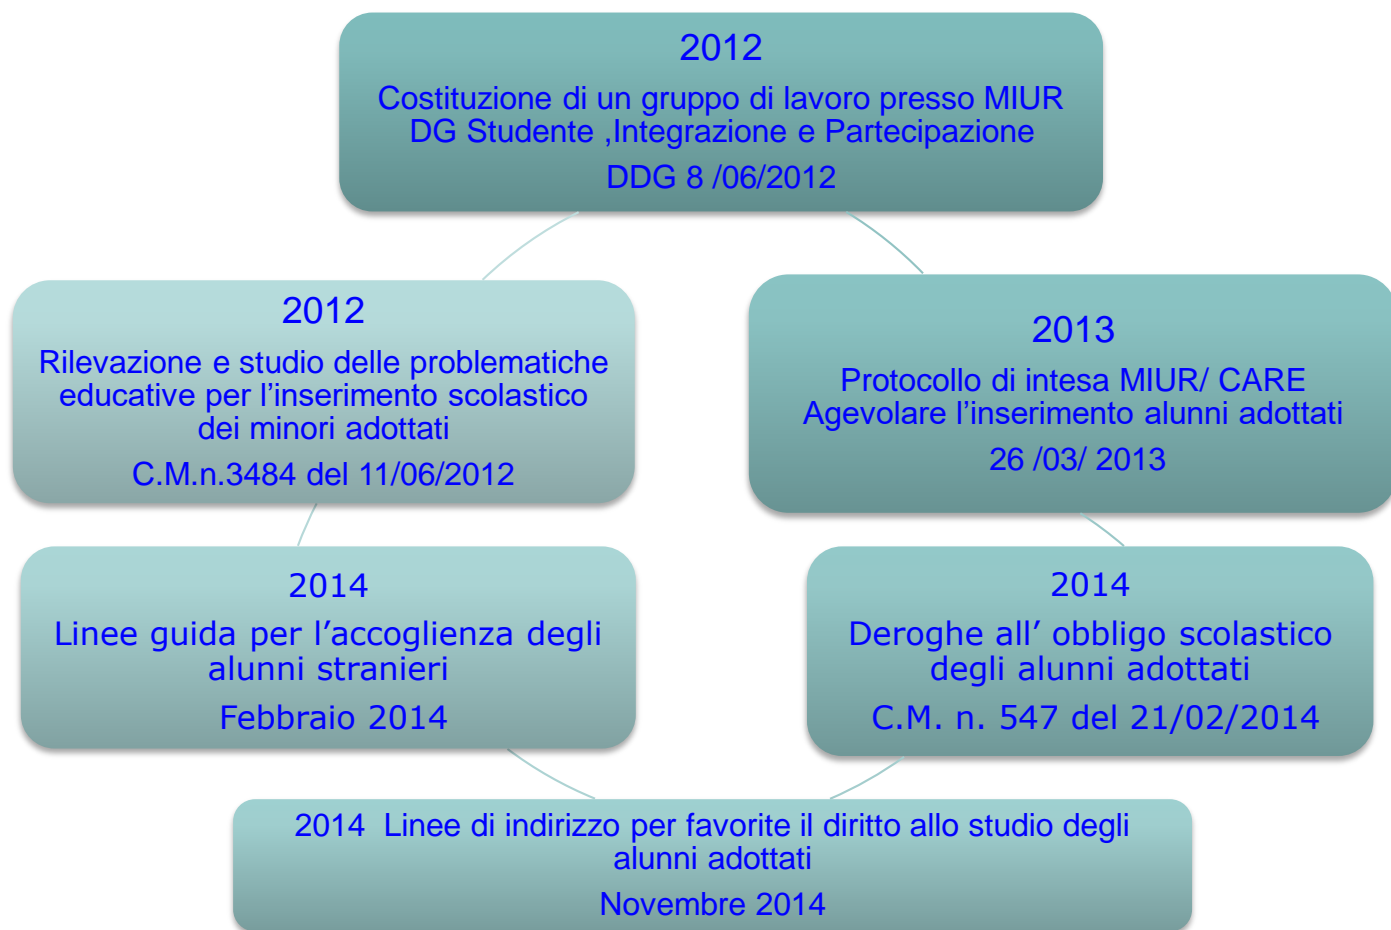 2012
Costituzione di un gruppo di lavoro presso MIUR
DG Studente ,Integrazione e Partecipazione
DDG 8 /06/2012
2012
Rilevazione e studio delle problematiche
educative per l’inserimento scolastico
dei minori adottati
C.M.n.3484 del 11/06/2012
2013
Protocollo di intesa MIUR/ CARE
Agevolare l’inserimento alunni adottati
26 /03/ 2013
2014
Linee guida per l’accoglienza degli
alunni stranieri
Febbraio 2014
2014
Deroghe all’ obbligo scolastico
degli alunni adottati
C.M. n. 547 del 21/02/2014
2014  Linee di indirizzo per favorite il diritto allo studio degli
alunni adottati
Novembre 2014